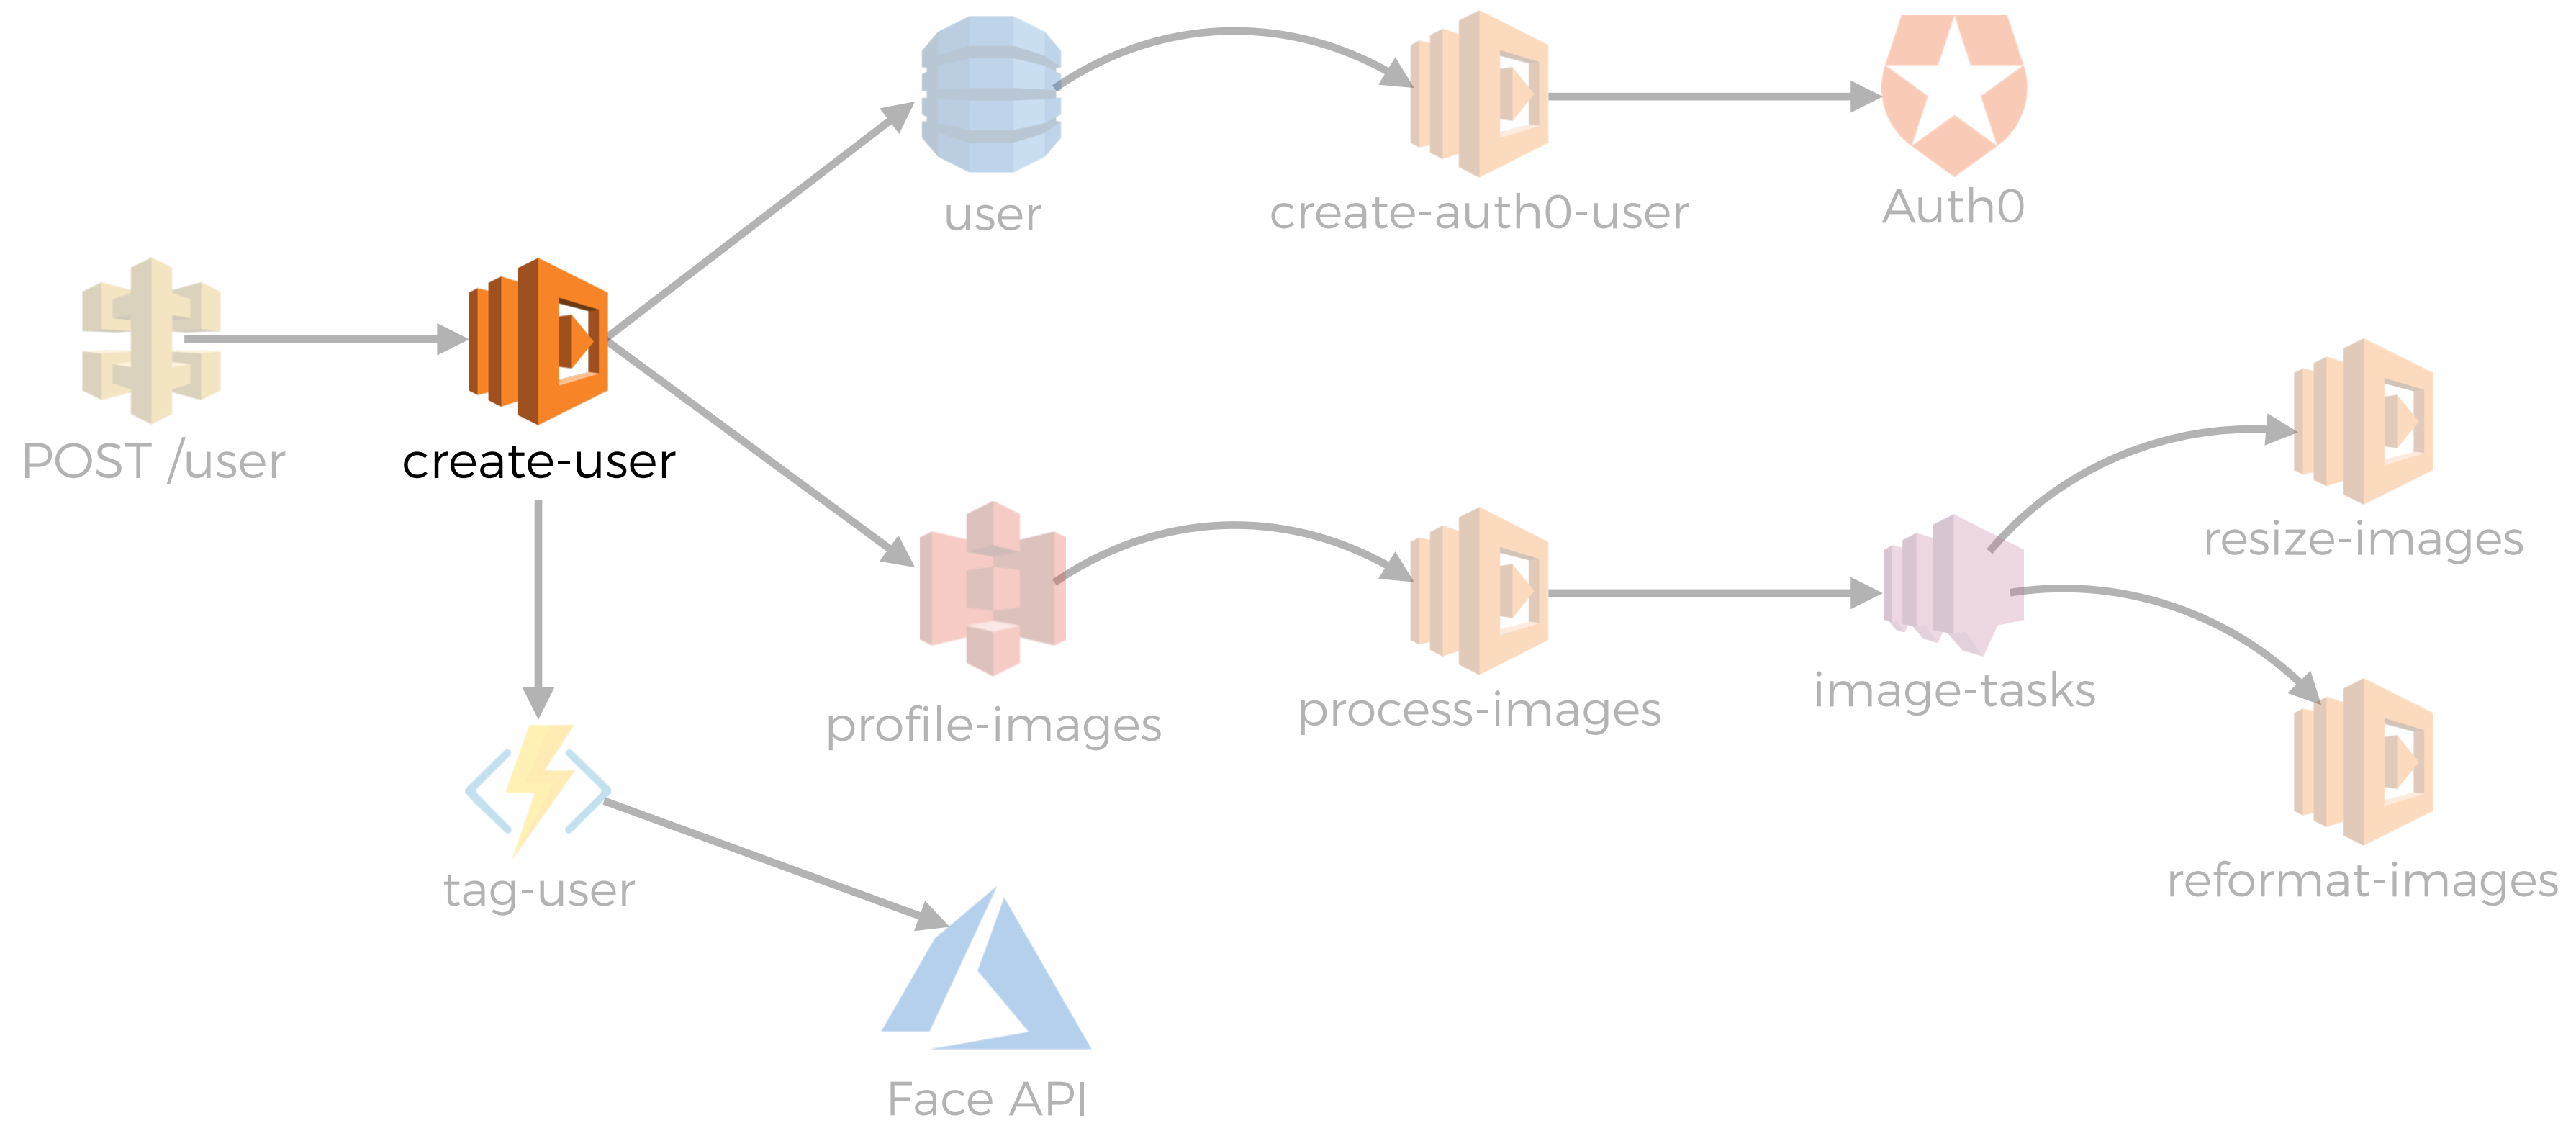 user
create-auth0-user
Auth0
POST /user
create-user
resize-images
profile-images
process-images
image-tasks
tag-user
reformat-images
Face API